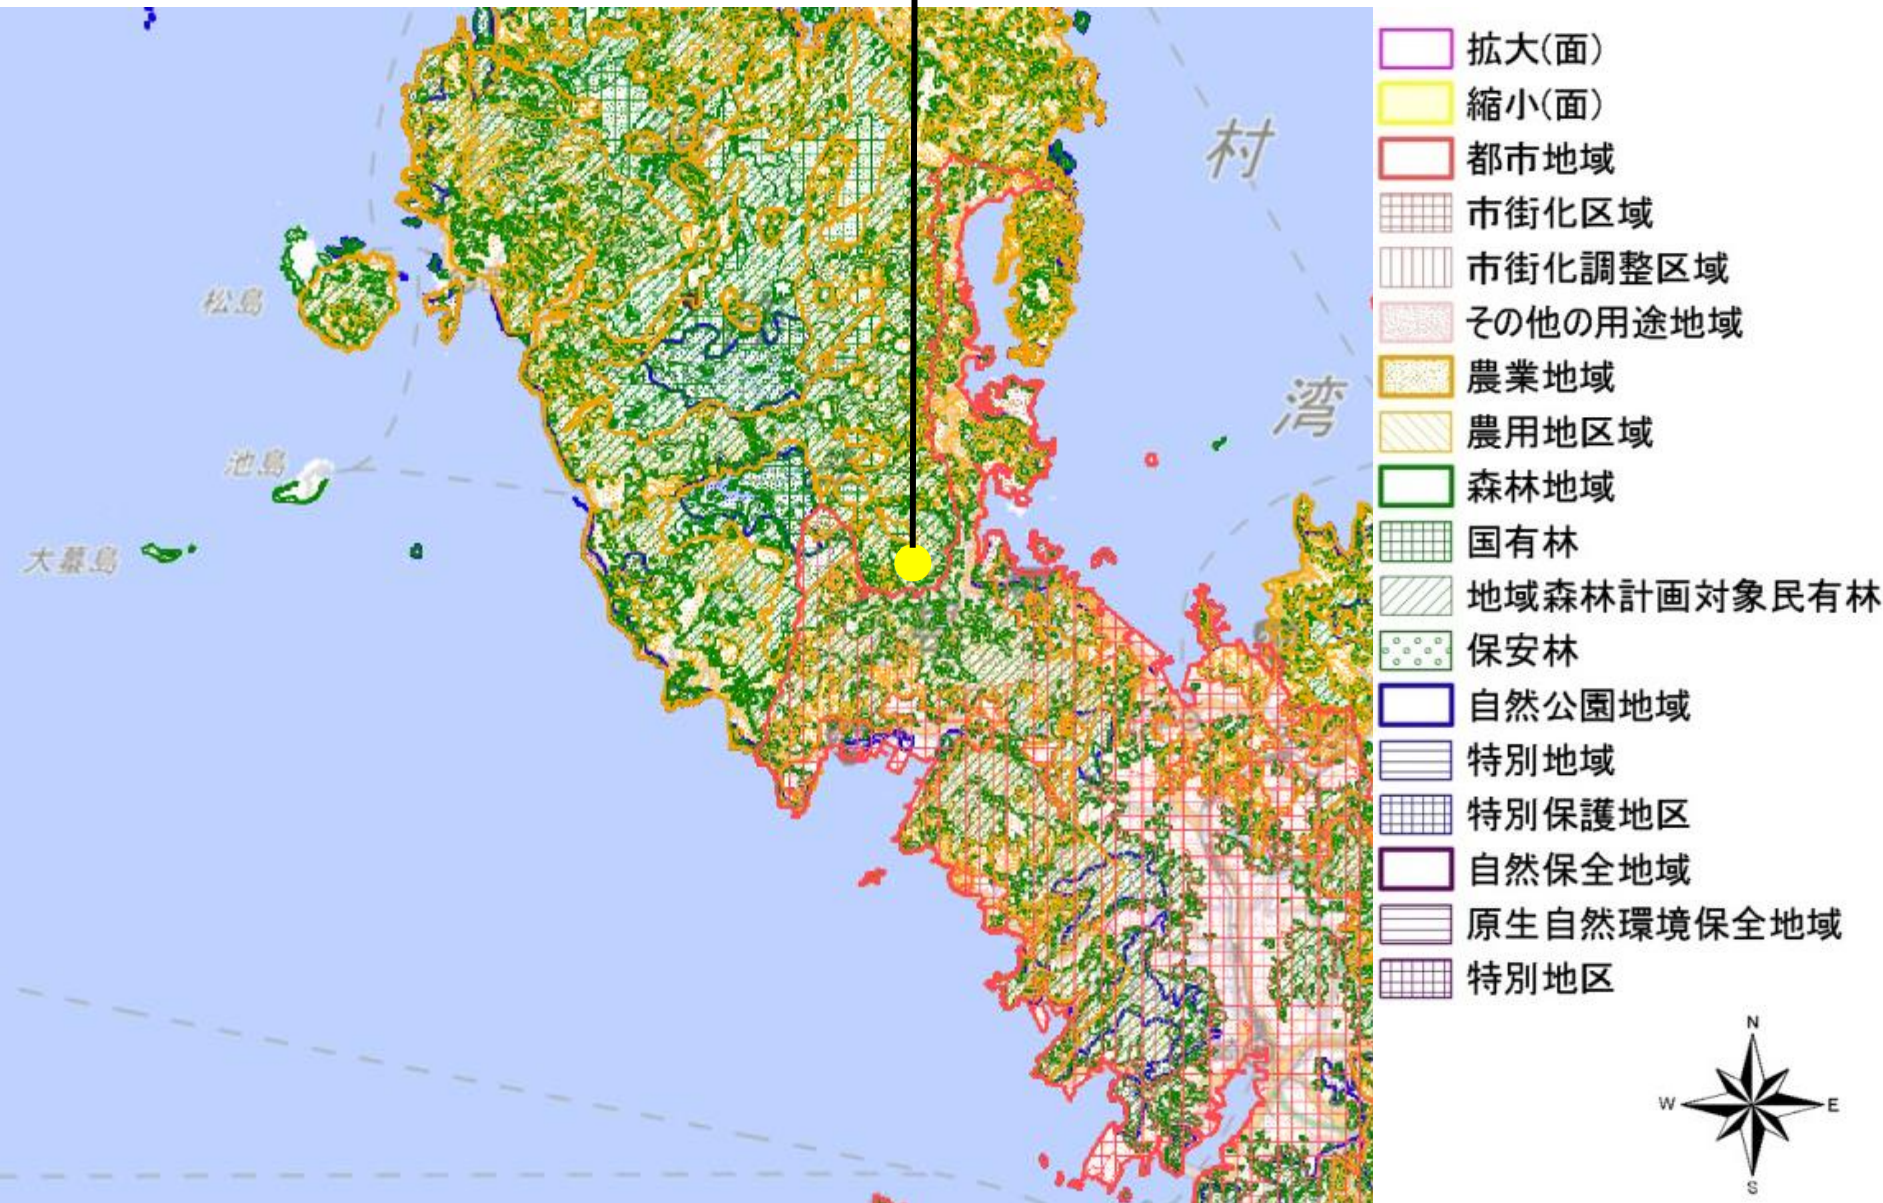 村
湾
松島
池島
大蟇島
拡大(面)
縮小(面)
都市地域
市街化区域
市街化調整区域
その他の用途地域
農業地域
農用地区域
森林地域
国有林
地域森林計画対象民有林
保安林
自然公園地域
特別地域
特別保護地区
自然保全地域
原生自然環境保全地域
特別地区
N
W
E
S